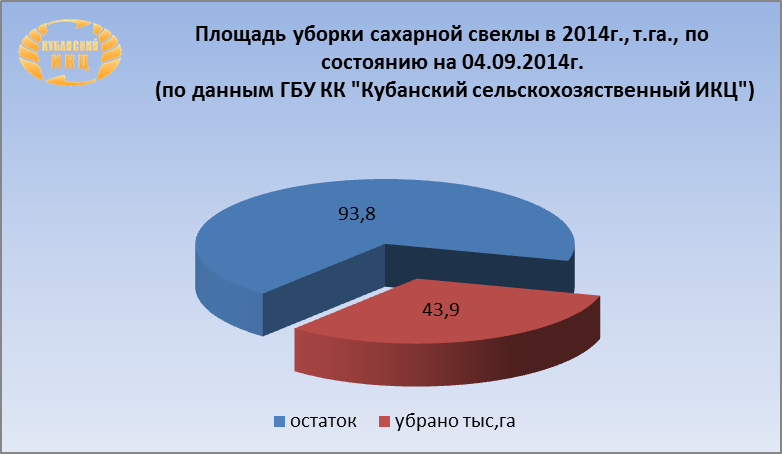 КУБАНСКИЙ
ИКЦ
Площадь уборки сахарной свеклы в 2014г., т.га., по
состоянию на 04.09.2014г.
(по данным ГБУ КК "Кубанский сельскохозяственный ИКЦ")
93,8
43,9
остаток
убрано тыс,га